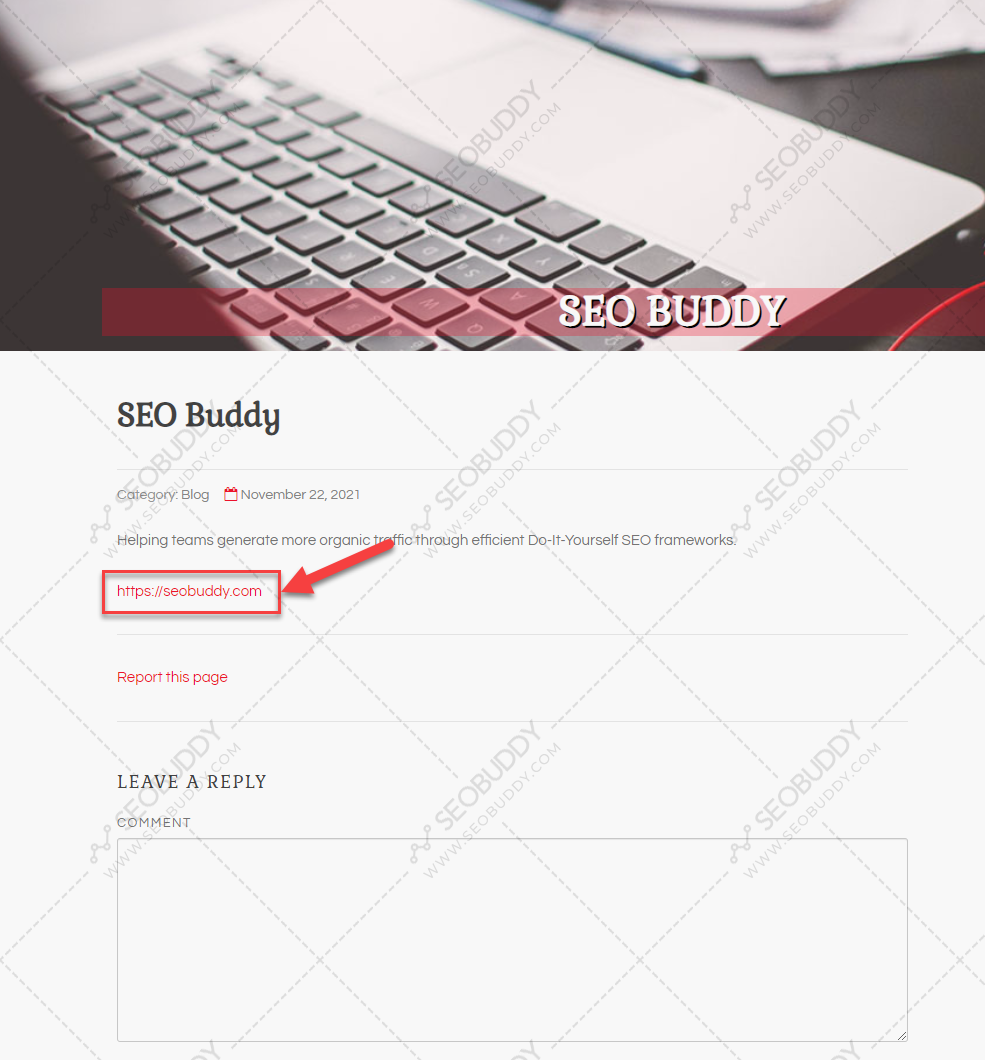 SEO BUDDY
SEO Buddy
Category: Blog November 22, 2021
Helping teams generate more organic traffic through efficient Do-It-Yourself SEO frameworks.
https://seobuddy.com
Report this page
LEAVE A REPLY
COMMENT
SEOBUDDY
WWW.SEOBUDDY.COM